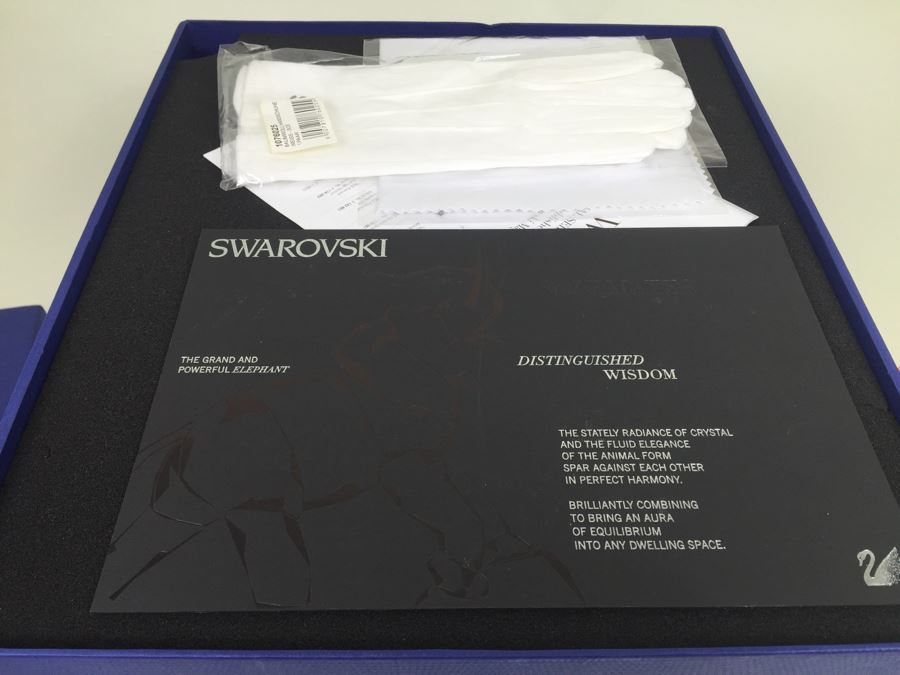 1076025
SWAROVSKI
THE GRAND AND
POWERFUL ELEPHANT
DISTINGUISHED
WISDOM
THE STATELY RADIANCE OF CRYSTAL
AND THE FLUID ELEGANCE
OF THE ANIMAL FORM
SPAR AGAINST EACH OTHER
IN PERFECT HARMONY.
BRILLIANTLY COMBINING
TO BRING AN AURA
OF EQUILIBRIUM
INTO ANY DWELLING SPACE.